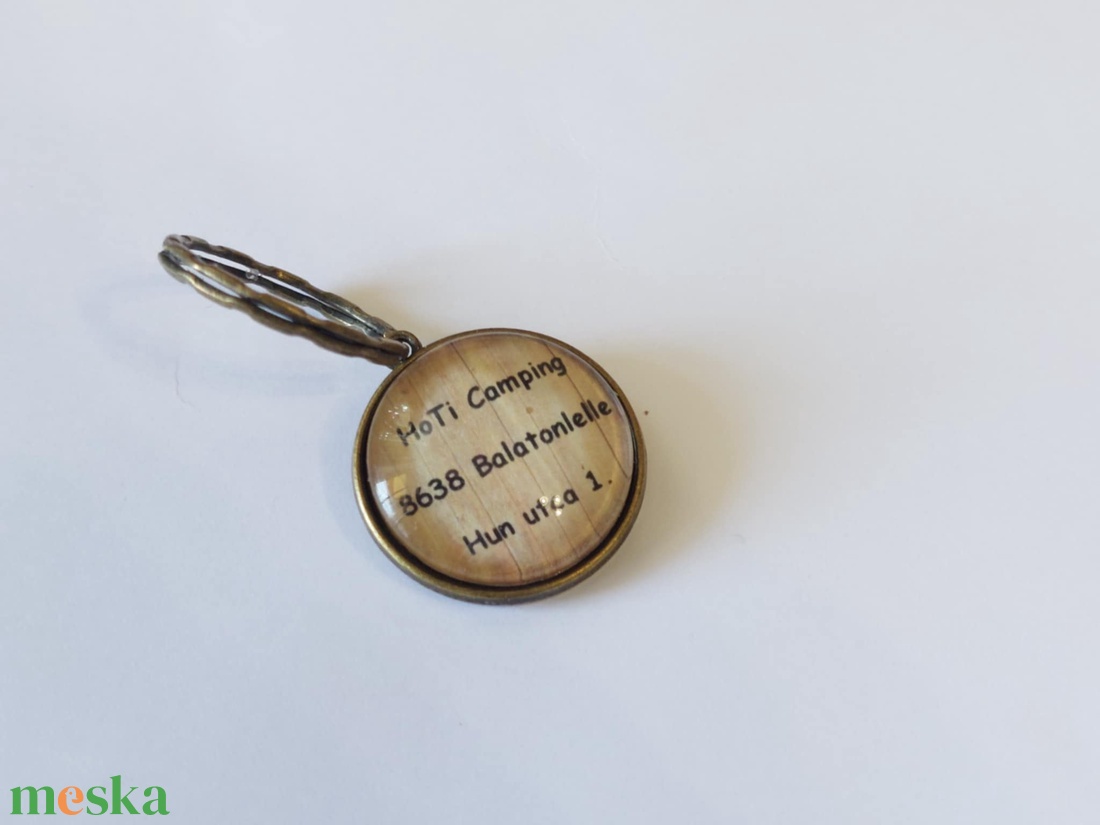 HoTi Camping
8638 Balatonlelle
Hun utca 1.
meska